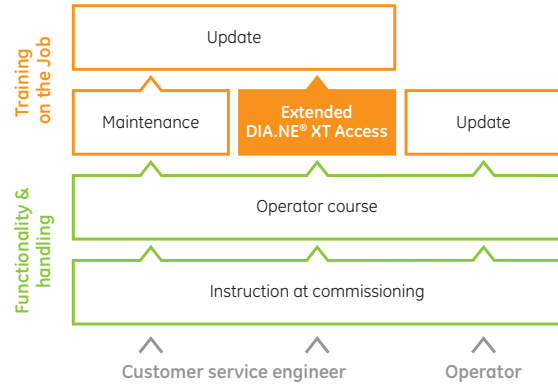 Training
on the Job
Update
Maintenance
Extended
DIA.NE® XT Access
Update
Functionality &
handling
Operator course
Instruction at commissioning
Customer service engineer
Operator